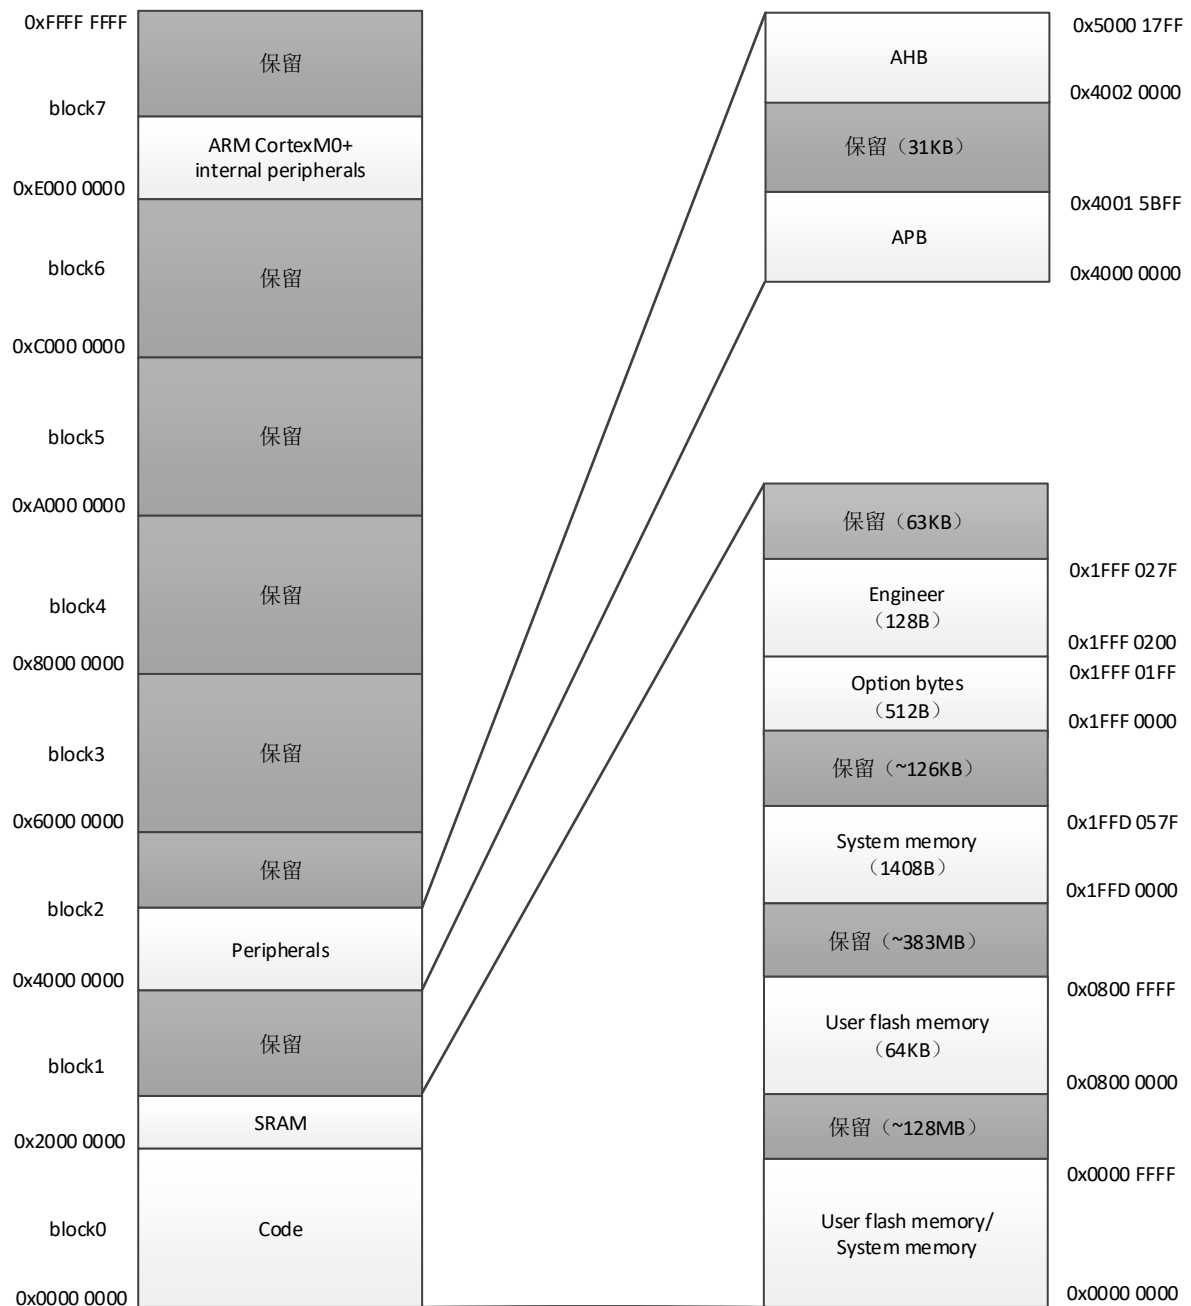 0xFFFF FFFF
保留
block7
ARM CortexM0+
internal peripherals
0xE000 0000
block6
保留
0xC000 0000
block5
保留
0xA000 0000
block4
保留
0x8000 0000
block3
保留
0x6000 0000
保留
block2
Peripherals
0x4000 0000
保留
block1
SRAM
0x2000 0000
block0
Code
0x0000 0000
0x5000 17FF
AHB
0x4002 0000
保留（31KB）
0x4001 5BFF
APB
0x4000 0000
保留（63KB）
0x1FFF 027F
Engineer
（128B）
0x1FFF 0200
0x1FFF 01FF
Option bytes
（512B）
0x1FFF 0000
保留（~126KB）
0x1FFD 057F
System memory
（1408B）
0x1FFD 0000
保留（~383MB）
0x0800 FFFF
User flash memory
（64KB）
0x0800 0000
保留（~128MB）
0x0000 FFFF
User flash memory/
System memory
0x0000 0000